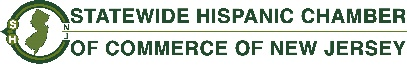 STATEWIDE HISPANIC CHAMBER
OF COMMERCE OF NEW JERSEY
S
H
N
J